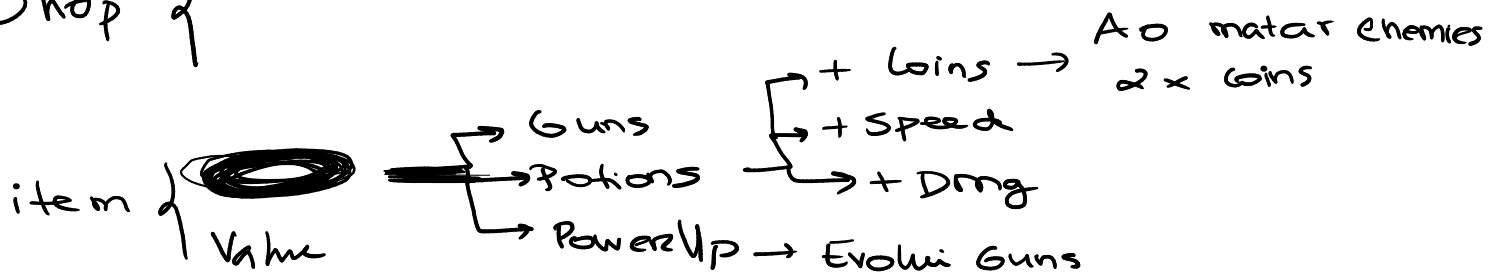 Shop {
+ Coins → Ao matar enemies
2x Coins
Guns
+ Speed
Potions
+ Dmg
item {
Value
PowerUp → Evolui Guns